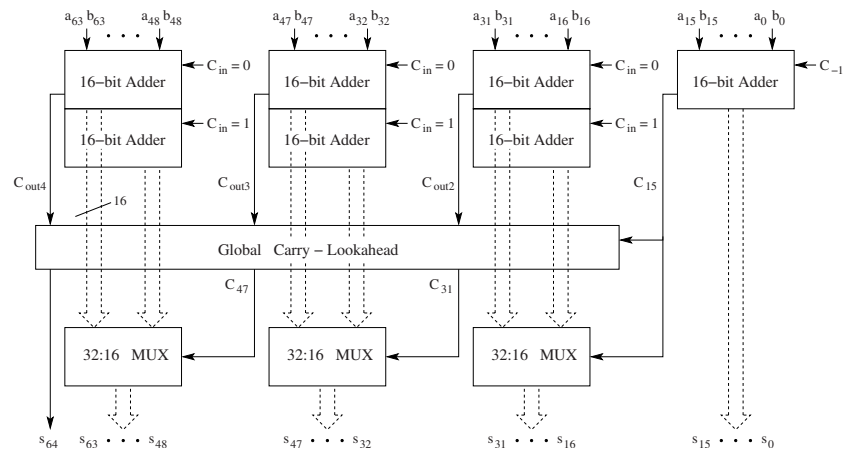 a63 b63 • • • a48 b48 a47 b47 • • • a32 b32 a31 b31 • • • a16 b16 a15 b15 • • • a0 b0
16-bit Adder Cin = 0 16-bit Adder Cin = 0 16-bit Adder Cin = 0 16-bit Adder C-1
16-bit Adder Cin = 1 16-bit Adder Cin = 1 16-bit Adder Cin = 1
Cout4 Cout3 Cout2 C15
16
Global Carry - Lookahead
C47 C31
32:16 MUX 32:16 MUX 32:16 MUX
s64 s63 • • • s48 s47 • • • s32 s31 • • • s16 s15 • • • s0